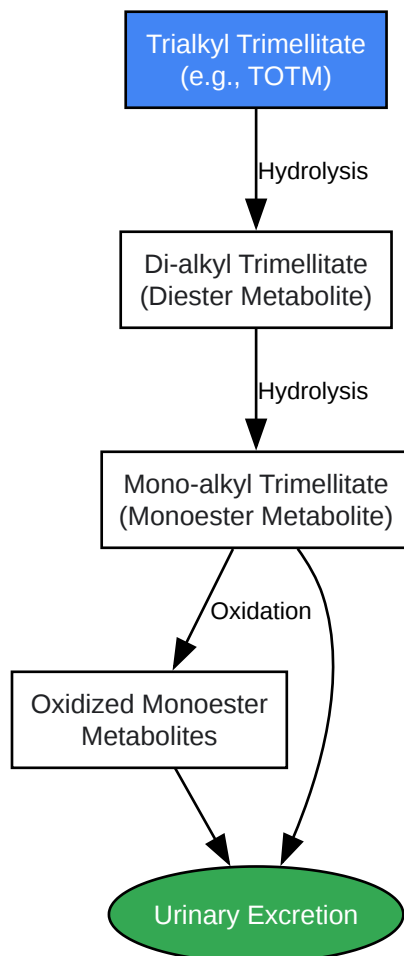 Trialkyl Trimellitate
(e.g., TOTM)
Hydrolysis
Di-alkyl Trimellitate
(Diester Metabolite)
Hydrolysis
Mono-alkyl Trimellitate
(Monoester Metabolite)
Oxidation
Oxidized Monoester
Metabolites
Urinary Excretion